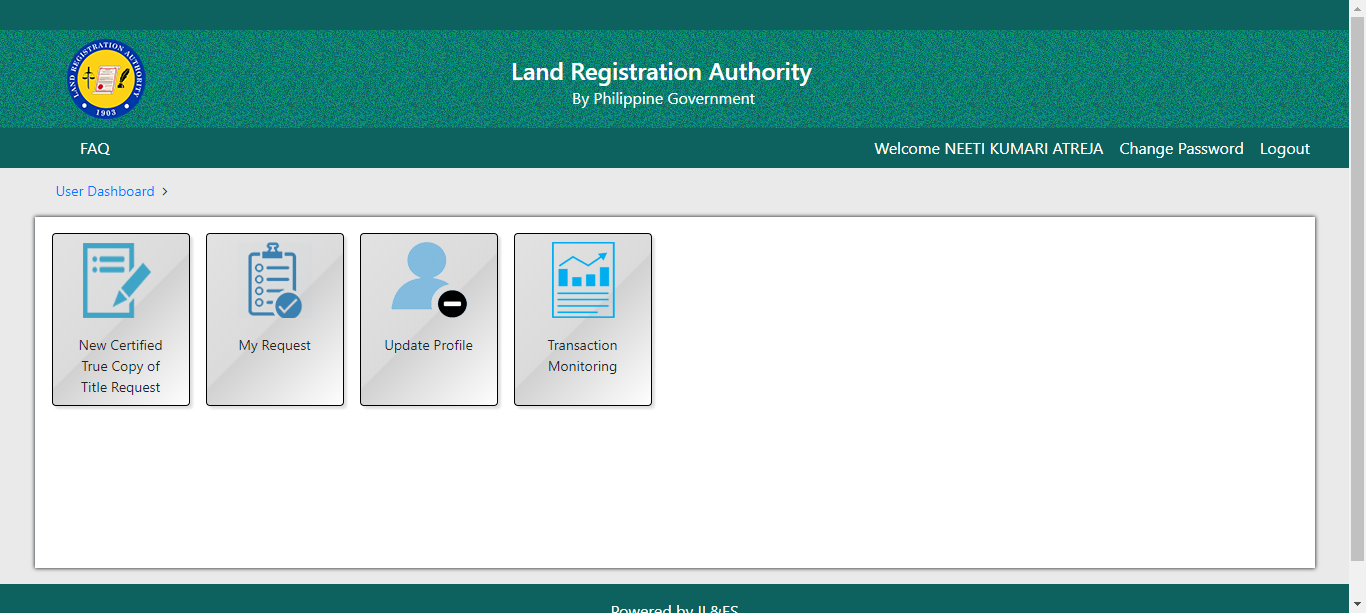 LAND REGISTRATION AUTHORITY
1903
Land Registration Authority
By Philippine Government
FAQ
Welcome NEETI KUMARI ATREJA Change Password Logout
User Dashboard >
New Certified
True Copy of
Title Request
My Request
Update Profile
Transaction
Monitoring
Powered by IL&FS